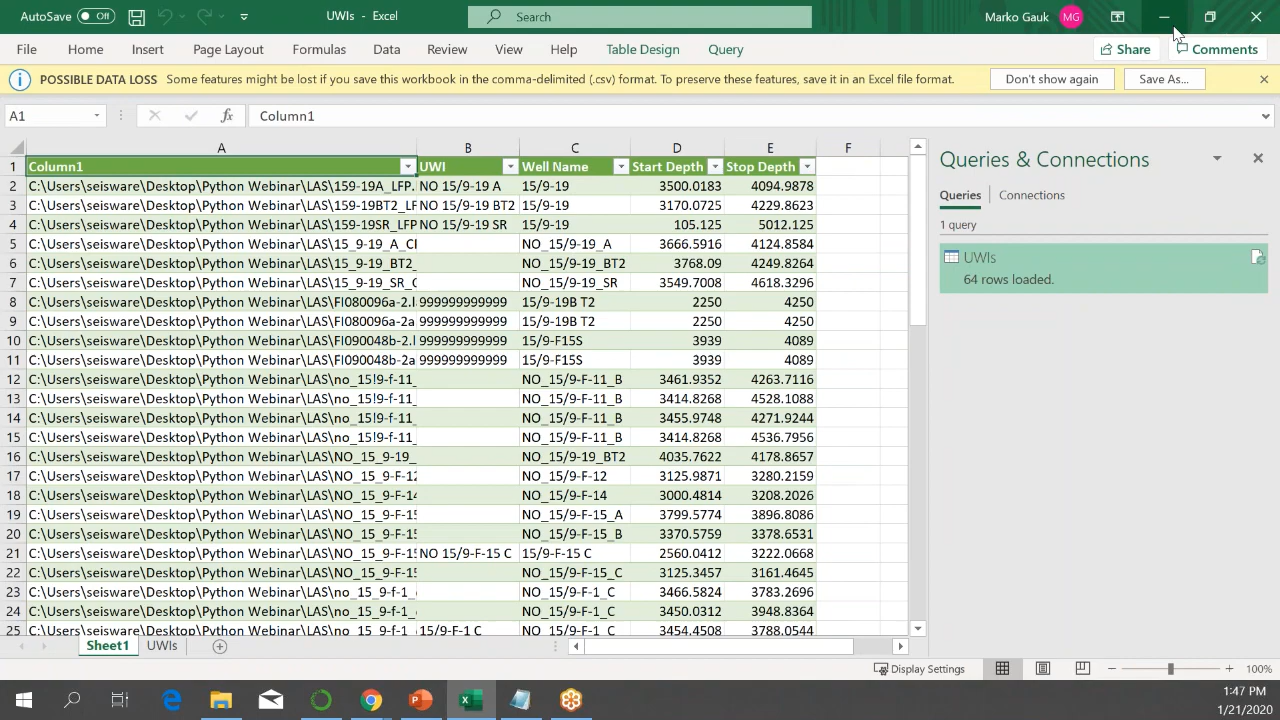 AutoSave Off UWIs - Excel Search Marko Gauk MG
File Home Insert Page Layout Formulas Data Review View Help Table Design Query Share Comments
POSSIBLE DATA LOSS Some features might be lost if you save this workbook in the comma-delimited (.csv) format. To preserve these features, save it in an Excel file format. Don't show again Save As...
A1 fx Column1
A B C D E F
1 Column1 UWI Well Name Start Depth Stop Depth
2 C:\Users\seisware\Desktop\Python Webinar\LAS\159-19A_LFP. NO 15/9-19 A 15/9-19 3500.0183 4094.9878
3 C:\Users\seisware\Desktop\Python Webinar\LAS\159-19BT2_LF NO 15/9-19 BT2 15/9-19 3170.0725 4229.8623
4 C:\Users\seisware\Desktop\Python Webinar\LAS\159-19SR_LFP NO 15/9-19 SR 15/9-19 105.125 5012.125
5 C:\Users\seisware\Desktop\Python Webinar\LAS\15_9-19_A_C NO_15/9-19_A 3666.5916 4124.8584
6 C:\Users\seisware\Desktop\Python Webinar\LAS\15_9-19_BT2_ NO_15/9-19_BT2 3768.09 4249.8264
7 C:\Users\seisware\Desktop\Python Webinar\LAS\15_9-19_SR_C NO_15/9-19_SR 3549.7008 4618.3296
8 C:\Users\seisware\Desktop\Python Webinar\LAS\FI080096a-2.l 999999999999 15/9-19B T2 2250 4250
9 C:\Users\seisware\Desktop\Python Webinar\LAS\FI080096a-2a 999999999999 15/9-19B T2 2250 4250
10 C:\Users\seisware\Desktop\Python Webinar\LAS\FI090048b-2.l 999999999999 15/9-F15S 3939 4089
11 C:\Users\seisware\Desktop\Python Webinar\LAS\FI090048b-2a 999999999999 15/9-F15S 3939 4089
12 C:\Users\seisware\Desktop\Python Webinar\LAS\no_15!9-f-11_ NO_15/9-F-11_B 3461.9352 4263.7116
13 C:\Users\seisware\Desktop\Python Webinar\LAS\no_15!9-f-11_ NO_15/9-F-11_B 3414.8268 4528.1088
14 C:\Users\seisware\Desktop\Python Webinar\LAS\no_15!9-f-11_ NO_15/9-F-11_B 3455.9748 4271.9244
15 C:\Users\seisware\Desktop\Python Webinar\LAS\no_15!9-f-11_ NO_15/9-F-11_B 3414.8268 4536.7956
16 C:\Users\seisware\Desktop\Python Webinar\LAS\NO_15_9-19_ NO_15/9-19_BT2 4035.7622 4178.8657
17 C:\Users\seisware\Desktop\Python Webinar\LAS\NO_15_9-F-12 NO_15/9-F-12 3125.9871 3280.2159
18 C:\Users\seisware\Desktop\Python Webinar\LAS\NO_15_9-F-14 NO_15/9-F-14 3000.4814 3208.2026
19 C:\Users\seisware\Desktop\Python Webinar\LAS\NO_15_9-F-15 NO_15/9-F-15_A 3799.5774 3896.8086
20 C:\Users\seisware\Desktop\Python Webinar\LAS\NO_15_9-F-15 NO_15/9-F-15_B 3370.5759 3378.6531
21 C:\Users\seisware\Desktop\Python Webinar\LAS\NO_15_9-F-15 NO 15/9-F-15 C 15/9-F-15 C 2560.0412 3222.0668
22 C:\Users\seisware\Desktop\Python Webinar\LAS\NO_15_9-F-15 NO_15/9-F-15_C 3125.3457 3161.4645
23 C:\Users\seisware\Desktop\Python Webinar\LAS\no_15_9-f-1_ NO_15/9-F-1_C 3466.5824 3783.2696
24 C:\Users\seisware\Desktop\Python Webinar\LAS\no_15_9-f-1_ NO_15/9-F-1_C 3450.0312 3948.8364
25 C:\Users\seisware\Desktop\Python Webinar\LAS\no_15_9-f-1_ 15/9-F-1 C NO_15/9-F-1_C 3454.4508 3788.0544
Queries & Connections
Queries Connections
1 query
UWIs
64 rows loaded.
Sheet1 UWIs
Display Settings 100%
1:47 PM
1/21/2020